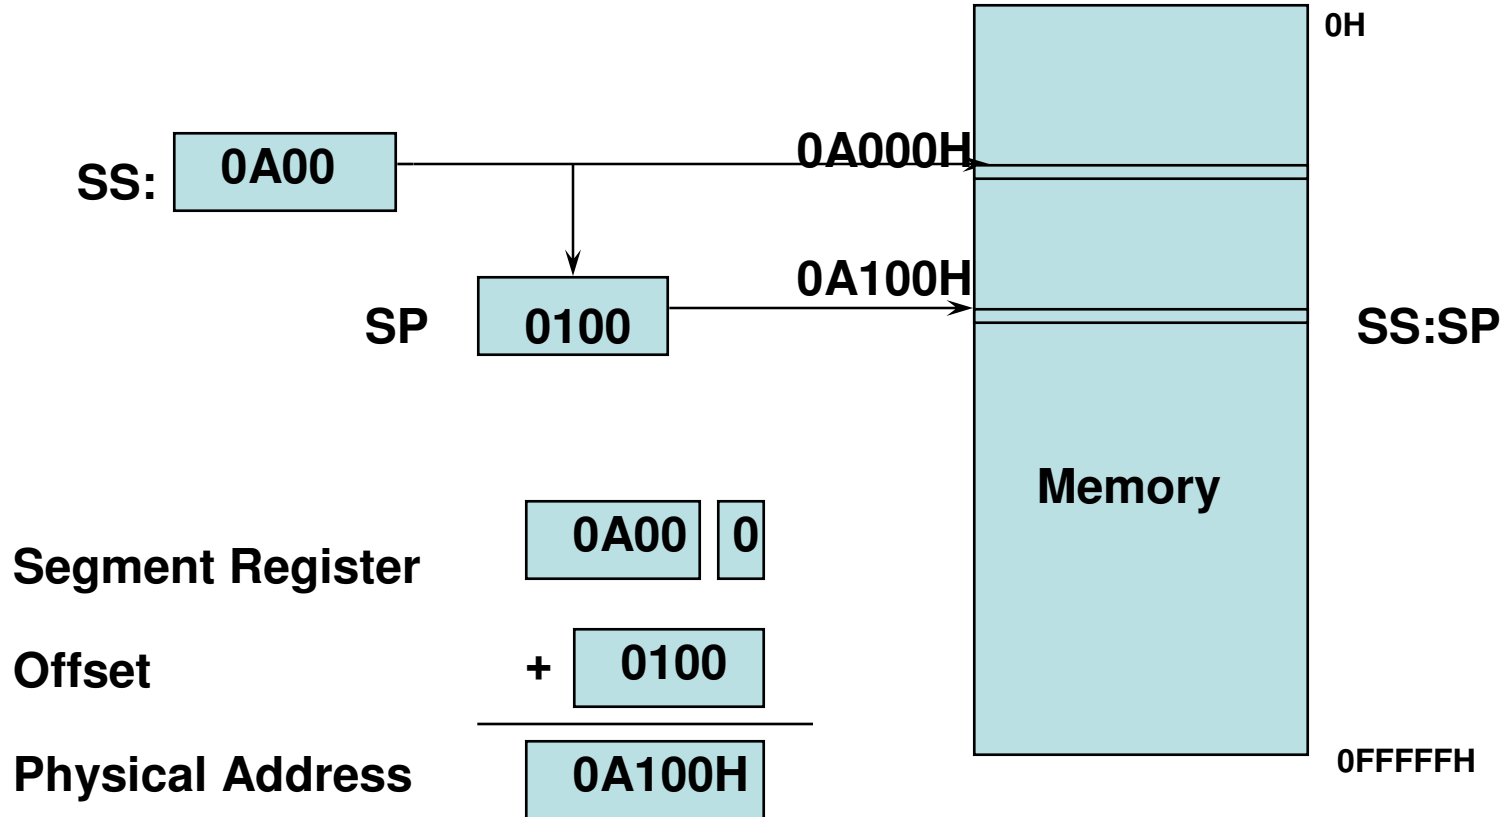 0H
SS: 0A00 0A000H
0A100H
SP 0100 SS:SP
Memory
Segment Register 0A00 0
Offset + 0100
Physical Address 0A100H
0FFFFFH